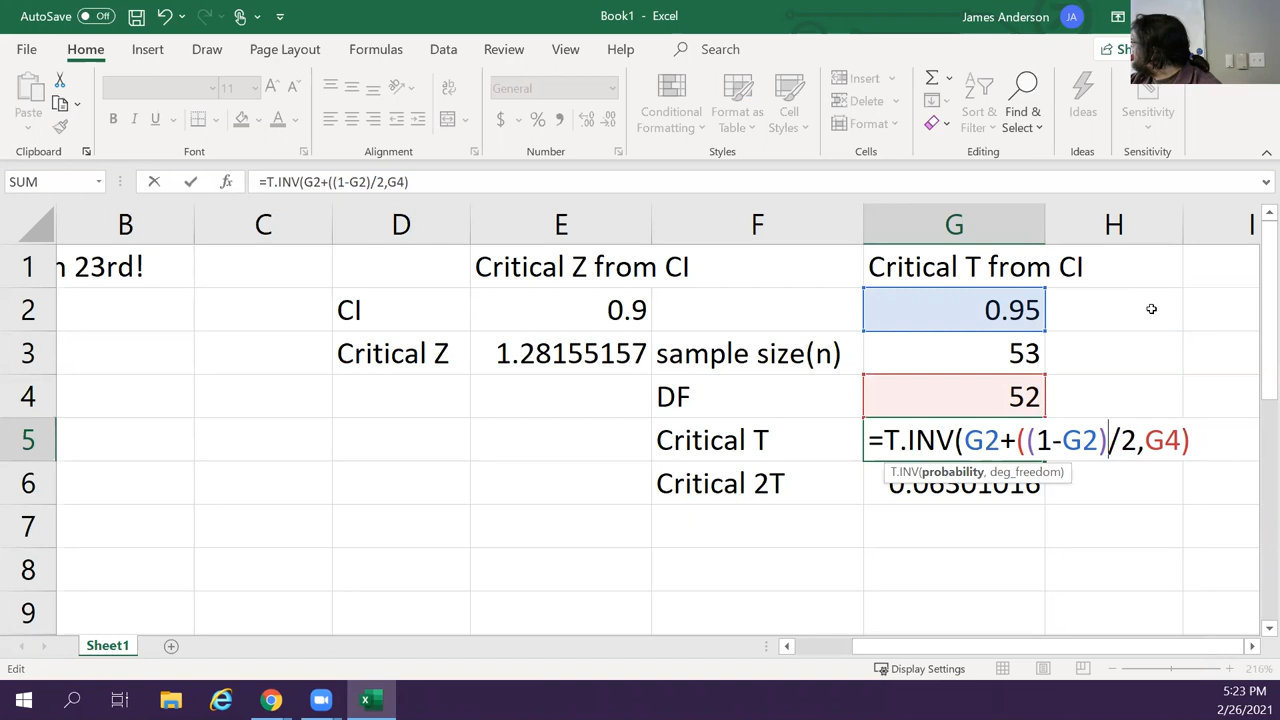 AutoSave Off
Book1 - Excel
James Anderson JA
File Home Insert Draw Page Layout Formulas Data Review View Help Search
Paste
11
General
Conditional Formatting
Format as Table
Cell Styles
Insert
Delete
Format
Sort & Filter
Find & Select
Ideas
Sensitivity
Clipboard Font Alignment Number Styles Cells Editing Ideas Sensitivity
SUM
=T.INV(G2+((1-G2)/2,G4)
B C D E F G H I
1 23rd! Critical Z from CI Critical T from CI
2 CI 0.9 0.95
3 Critical Z 1.28155157 sample size(n) 53
4 DF 52
5 Critical T =T.INV(G2+((1-G2)/2,G4)
T.INV(probability, deg_freedom)
6 Critical 2T 0.06301016
7
8
9
Sheet1
Edit
Display Settings
216%
5:23 PM
2/26/2021